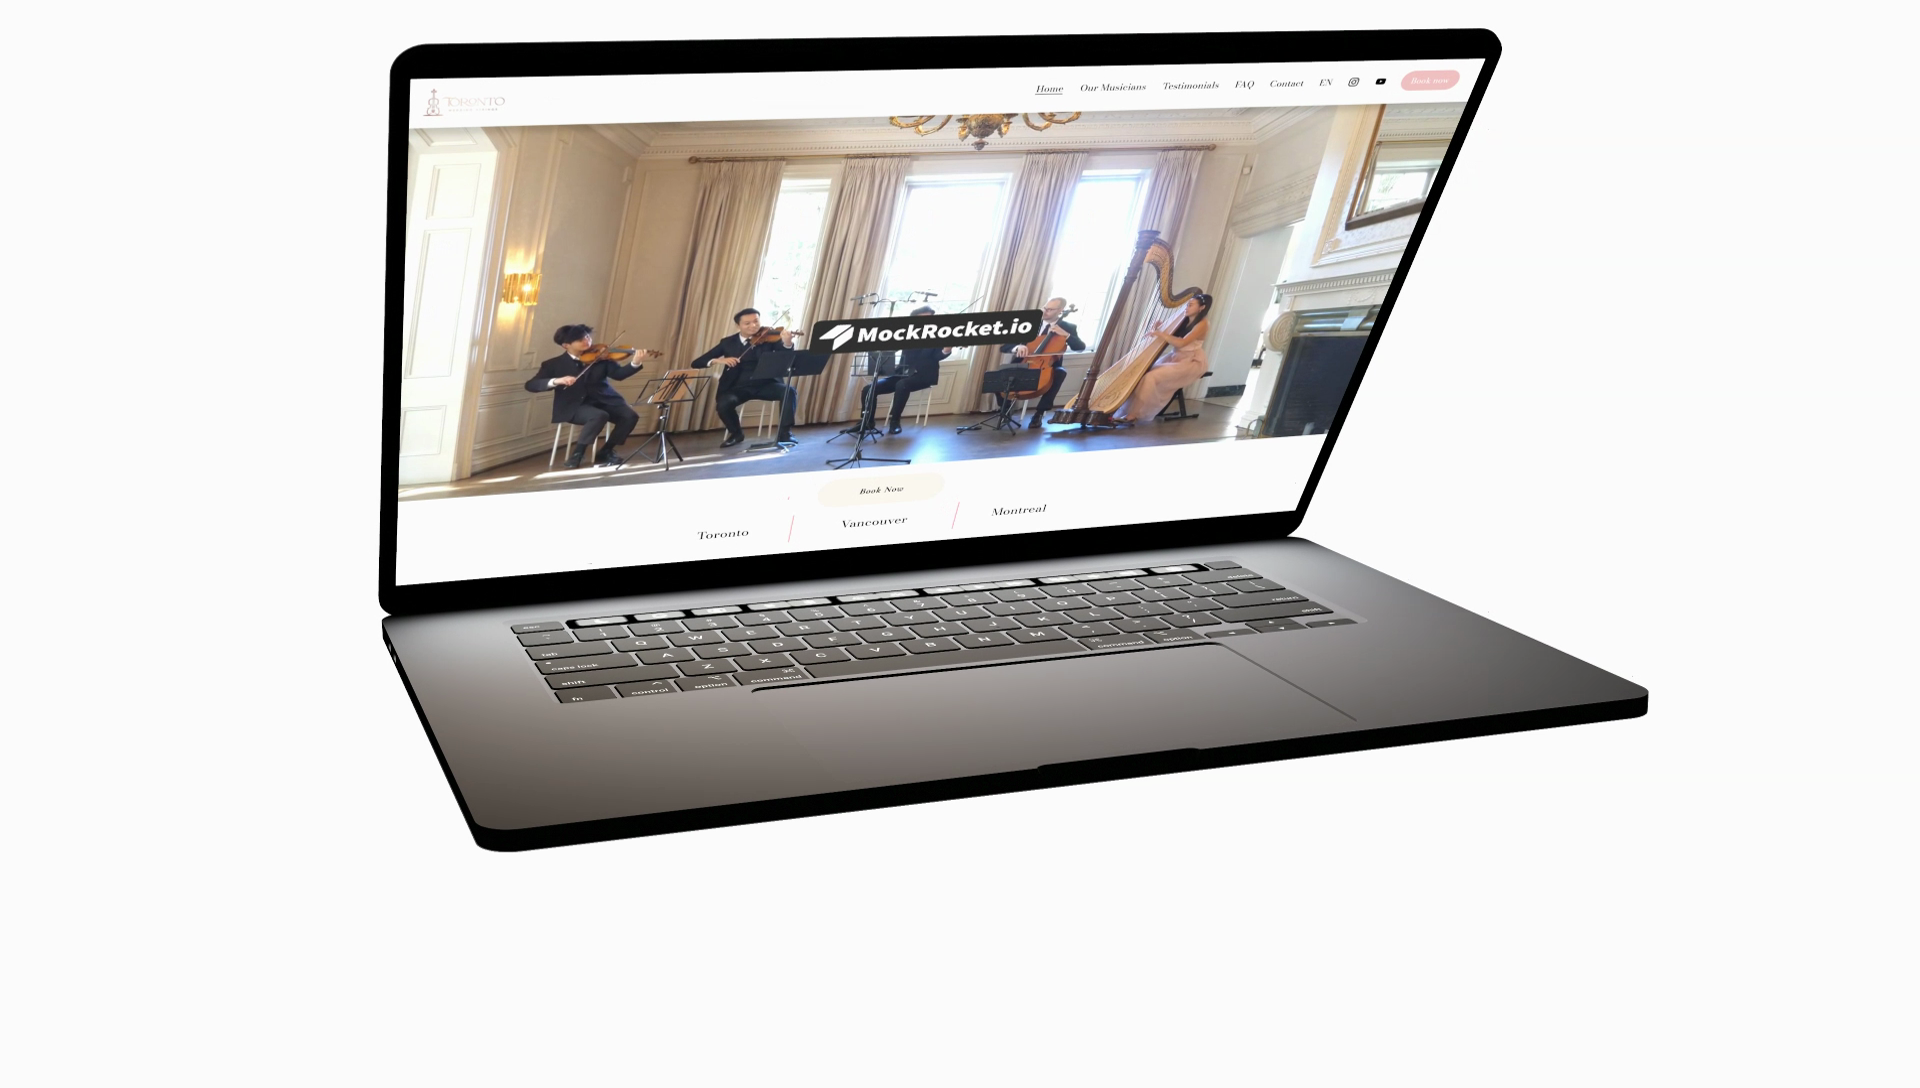 TORONTO
Home Our Musicians Testimonials FAQ Contact EN Book now
MockRocket.io
Book Now
Toronto Vancouver Montreal
esc
delete
tab Q W E R T Y U I O P
caps lock A S D F G H J K L return
shift Z X C V B N M shift
fn control option command command option